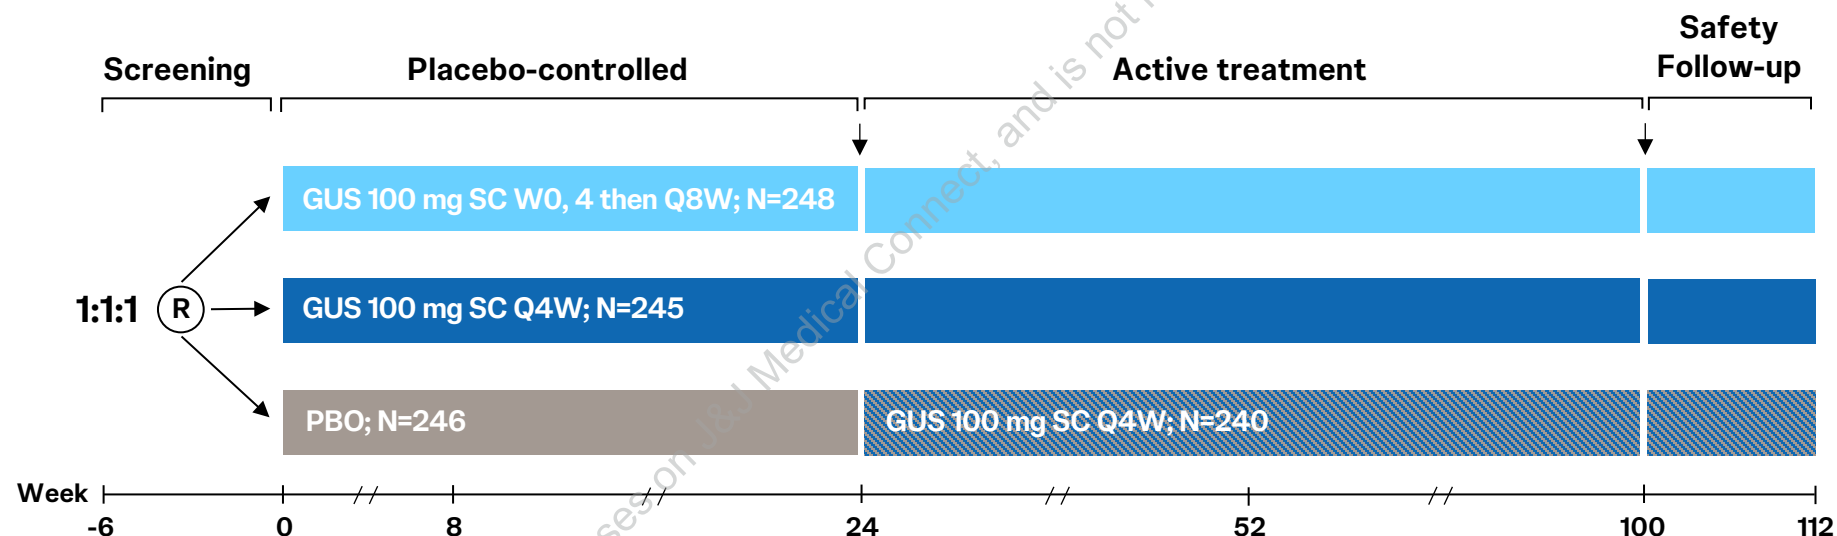 Screening
Placebo-controlled
Active treatment
Safety
Follow-up
GUS 100 mg SC W0, 4 then Q8W; N=248
1:1:1 R
GUS 100 mg SC Q4W; N=245
PBO; N=246
GUS 100 mg SC Q4W; N=240
Week
-6 0 8 24 52 100 112
on J&J Medical Connect, and is not